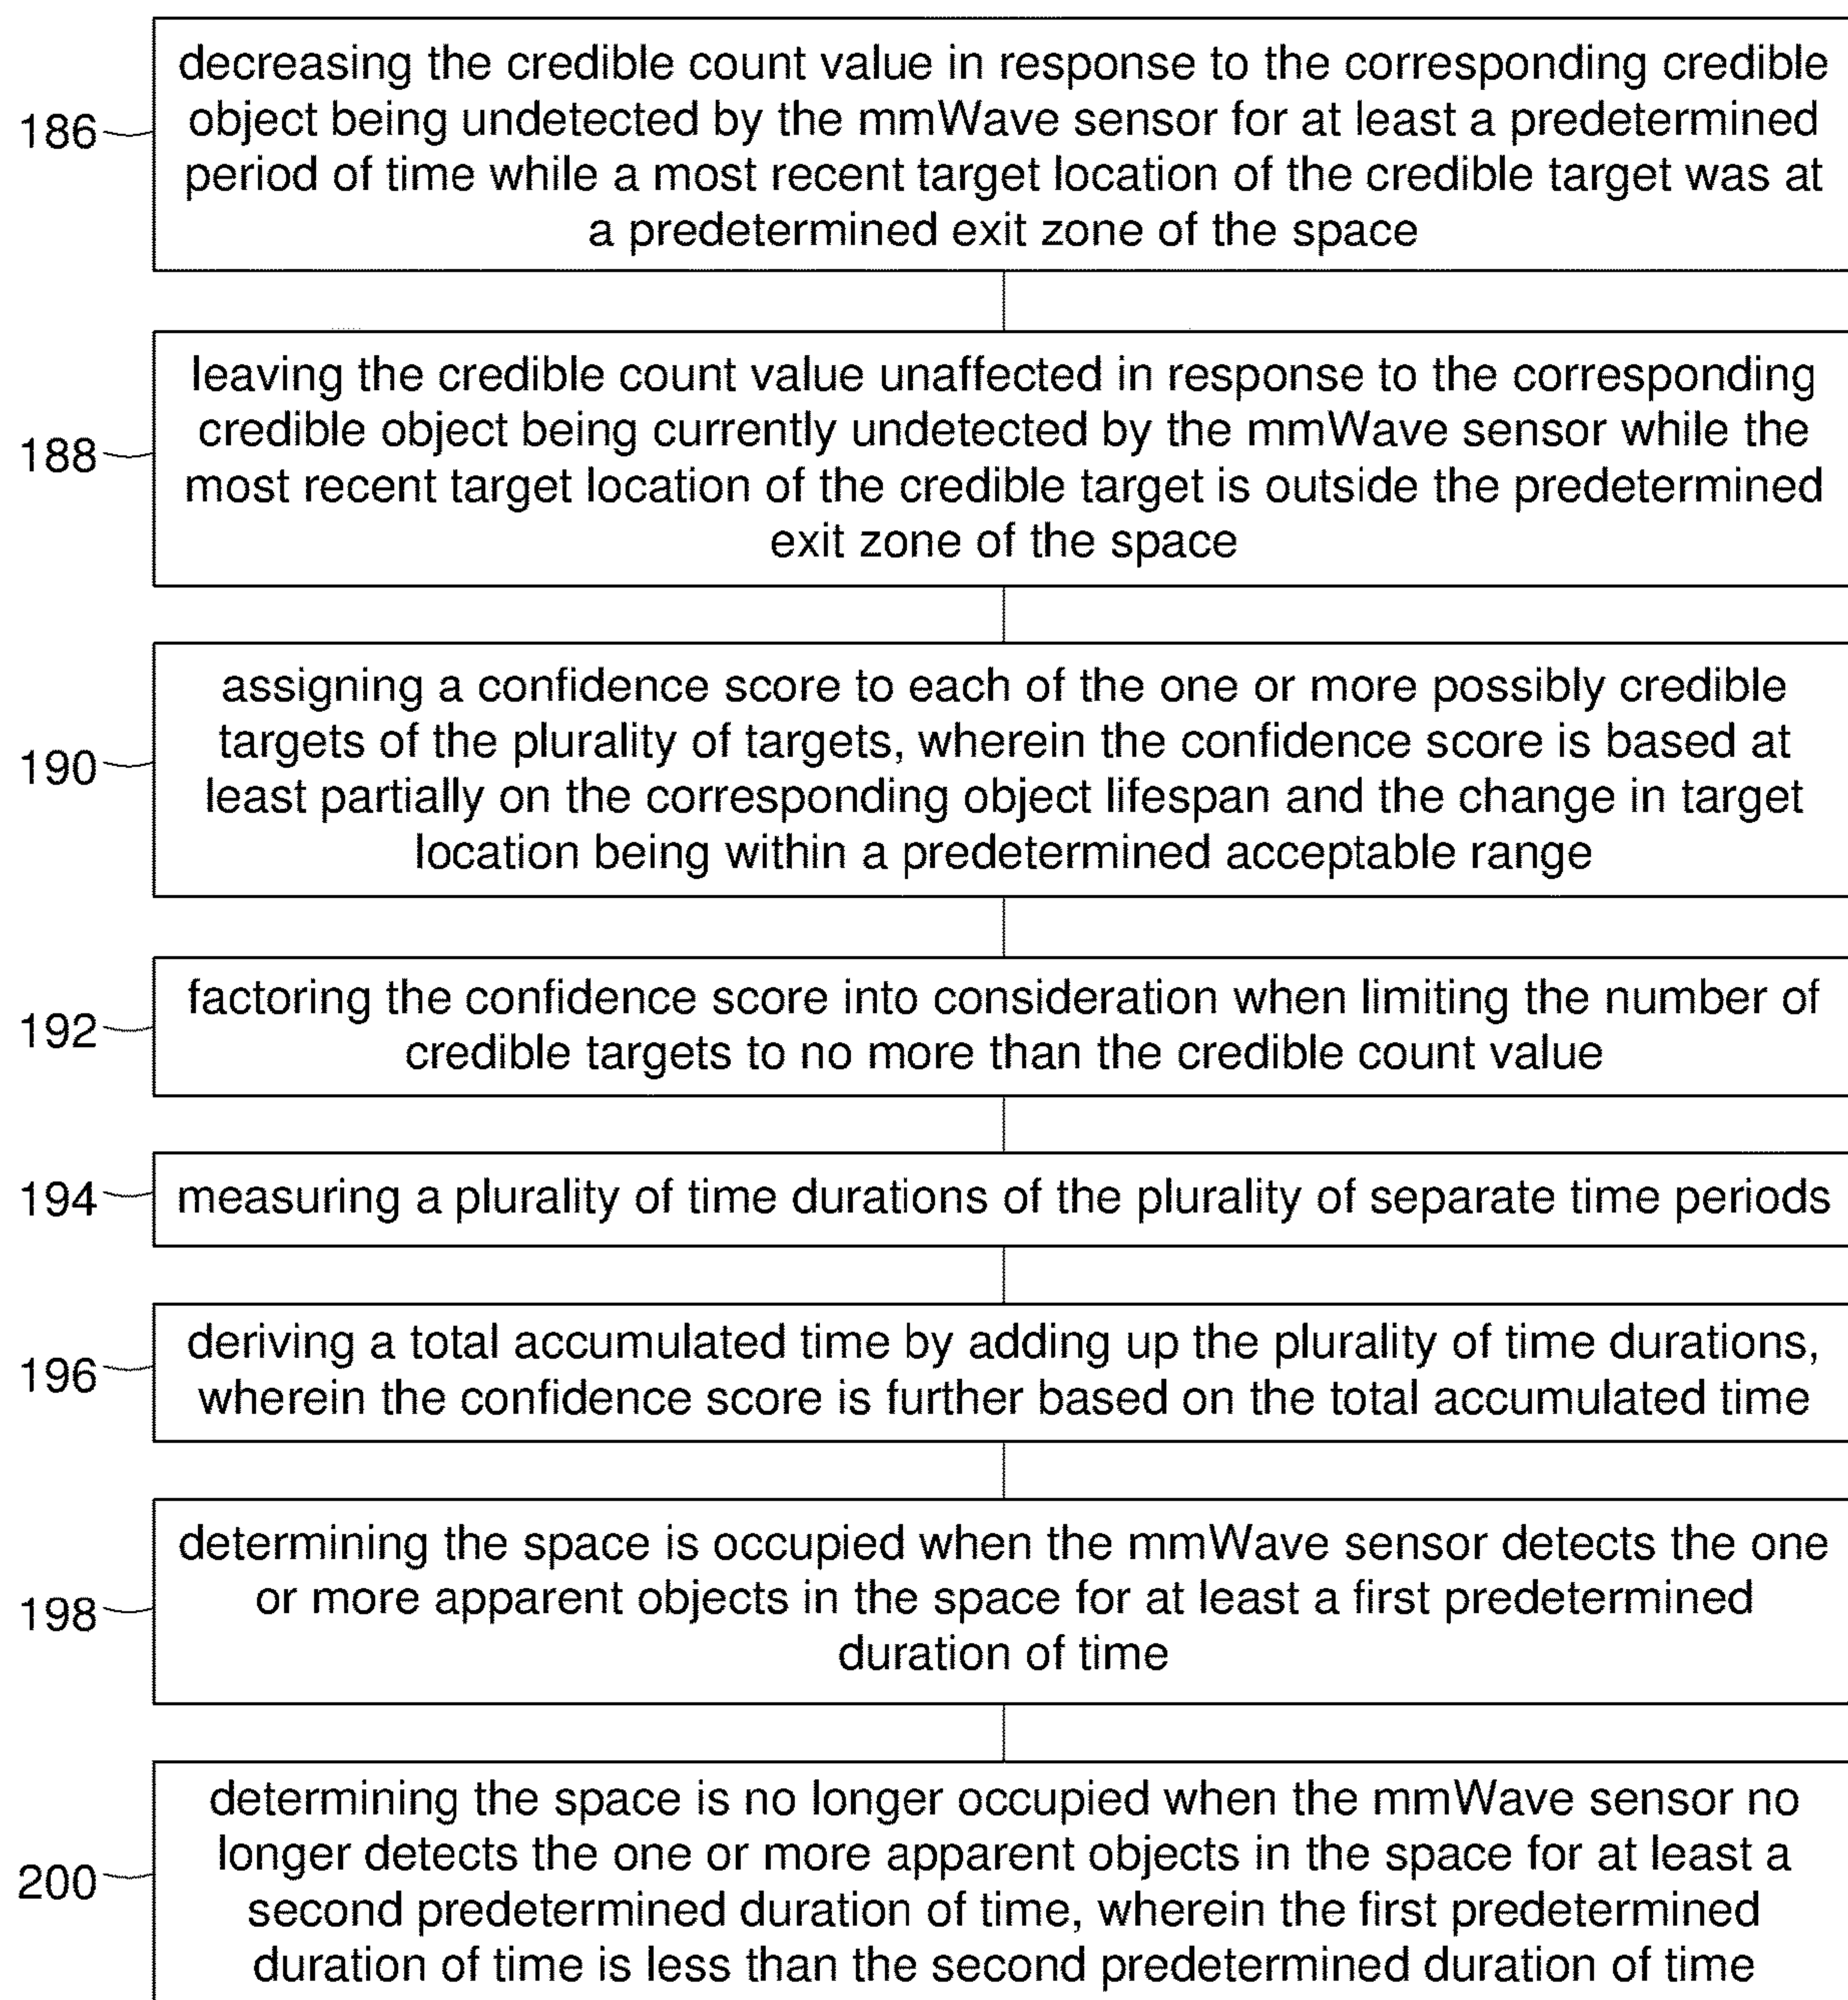 decreasing the credible count value in response to the corresponding credible
object being undetected by the mmWave sensor for at least a predetermined
period of time while a most recent target location of the credible target was at
a predetermined exit zone of the space
186
leaving the credible count value unaffected in response to the corresponding
credible object being currently undetected by the mmWave sensor while the
most recent target location of the credible target is outside the predetermined
exit zone of the space
188
assigning a confidence score to each of the one or more possibly credible
targets of the plurality of targets, wherein the confidence score is based at
least partially on the corresponding object lifespan and the change in target
location being within a predetermined acceptable range
190
factoring the confidence score into consideration when limiting the number of
credible targets to no more than the credible count value
192
measuring a plurality of time durations of the plurality of separate time periods
194
deriving a total accumulated time by adding up the plurality of time durations,
wherein the confidence score is further based on the total accumulated time
196
determining the space is occupied when the mmWave sensor detects the one
or more apparent objects in the space for at least a first predetermined
duration of time
198
determining the space is no longer occupied when the mmWave sensor no
longer detects the one or more apparent objects in the space for at least a
second predetermined duration of time, wherein the first predetermined
duration of time is less than the second predetermined duration of time
200